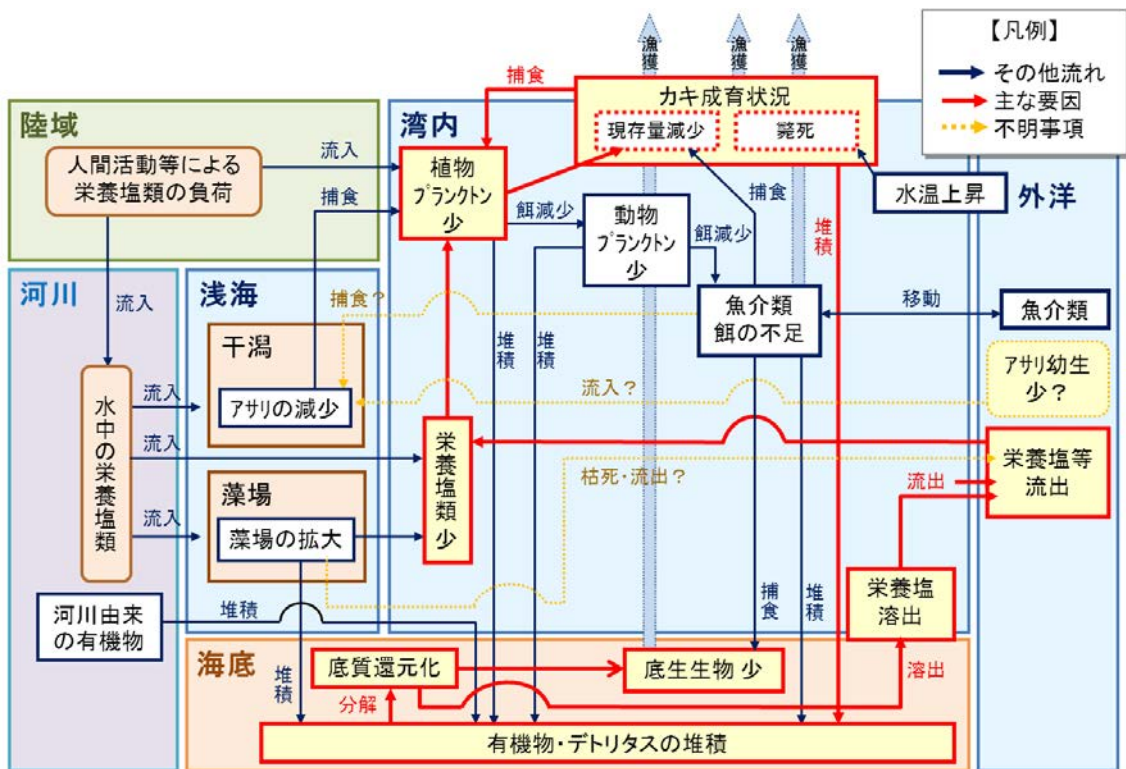 【凡例】
その他流れ
主な要因
不明事項
漁獲
漁獲
漁獲
捕食
カキ成育状況
現存量減少
斃死
陸域
人間活動等による
栄養塩類の負荷
流入
捕食
湾内
植物
プランクトン
少
餌減少
動物
プランクトン
少
餌減少
捕食
水温上昇
外洋
堆積
河川
流入
浅海
捕食?
魚介類
餌の不足
移動
魚介類
干潟
アサリの減少
堆積
堆積
流入?
アサリ幼生
少?
水中の栄養塩類
流入
流入
流入
栄養塩類 少
藻場
藻場の拡大
枯死・流出?
流出
栄養塩等
流出
河川由来
の有機物
堆積
捕食
堆積
栄養塩
溶出
海底
堆積
底質還元化
底生生物 少
溶出
分解
有機物・デトリタスの堆積